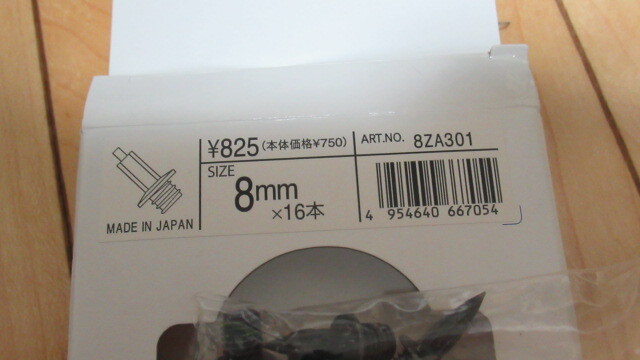 ¥825(本体価格¥750)
ART.NO. 8ZA301
SIZE
8mm
×16本
MADE IN JAPAN
4 954640 667054